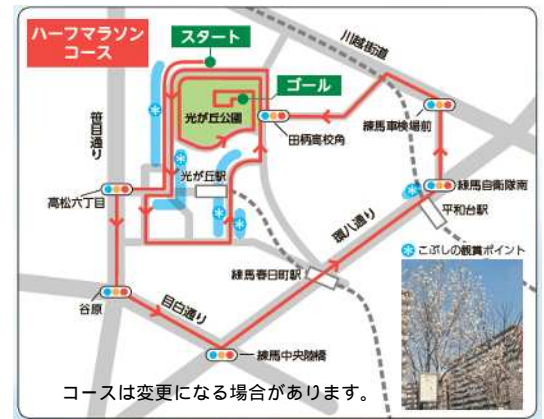 ハーフマラソン
コース
スタート
川越街道
ゴール
笹目通り
光が丘公園
田柄高校角
練馬車検場前
光が丘駅
高松六丁目
練馬自衛隊南
平和台駅
環八通り
こぶしの観賞ポイント
練馬春日町駅
谷原
目白通り
練馬中央陸橋
コースは変更になる場合があります。